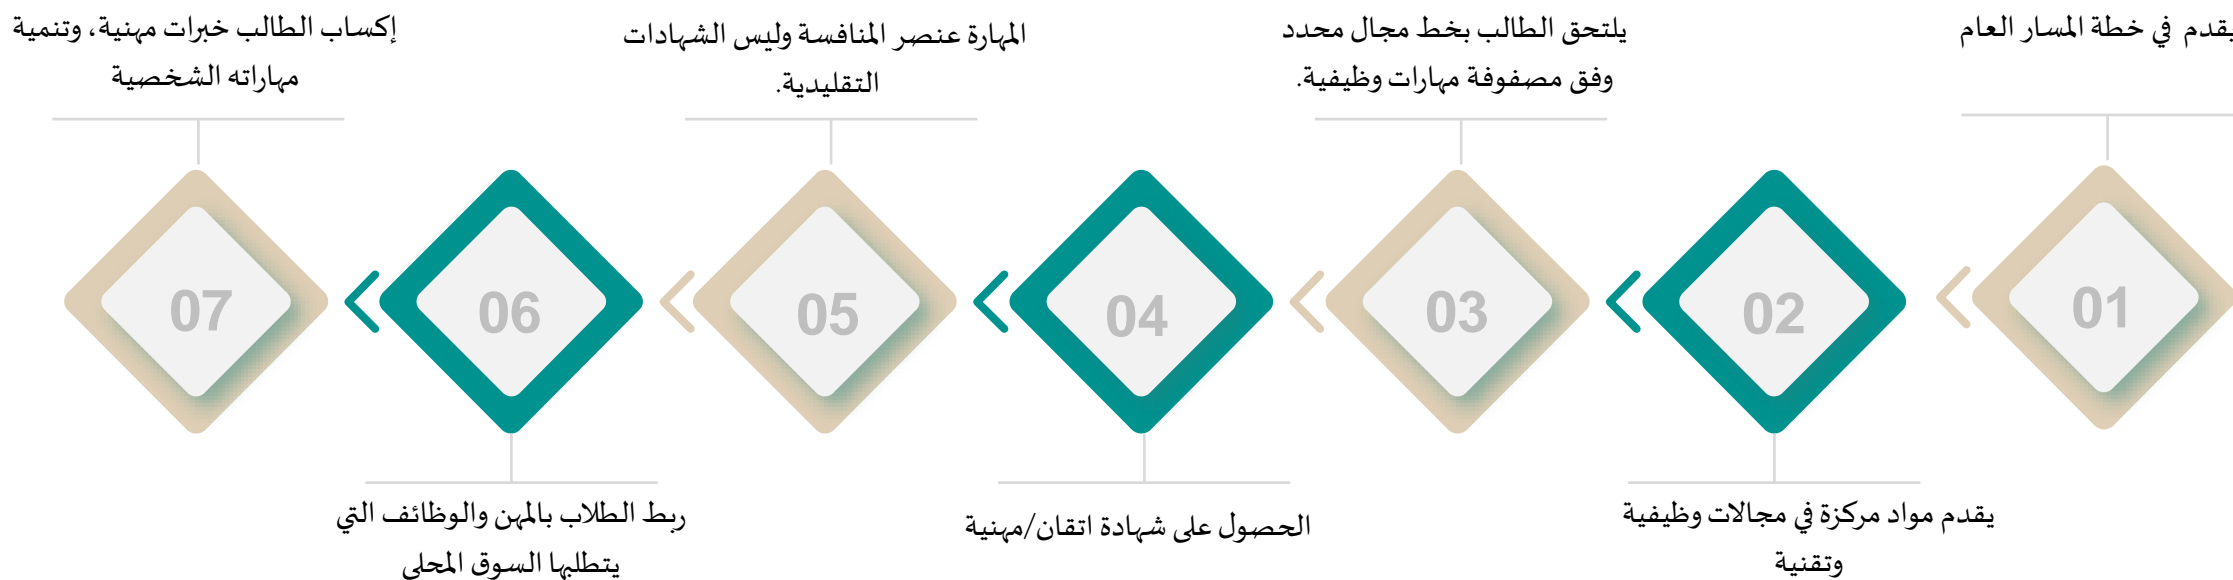 يقدم في خطة المسار العام
01
يقدم مواد مركزة في مجالات وظيفية
وتقنية
02
يلتحق الطالب بخط مجال محدد
وفق مصفوفة مهارات وظيفية.
03
الحصول على شهادة اتقان/مهنية
04
المهارة عنصر المنافسة وليس الشهادات
التقليدية.
05
ربط الطلاب بالمهن والوظائف التي
يتطلبها السوق المحلي
06
إكساب الطالب خبرات مهنية، وتنمية
مهاراته الشخصية
07